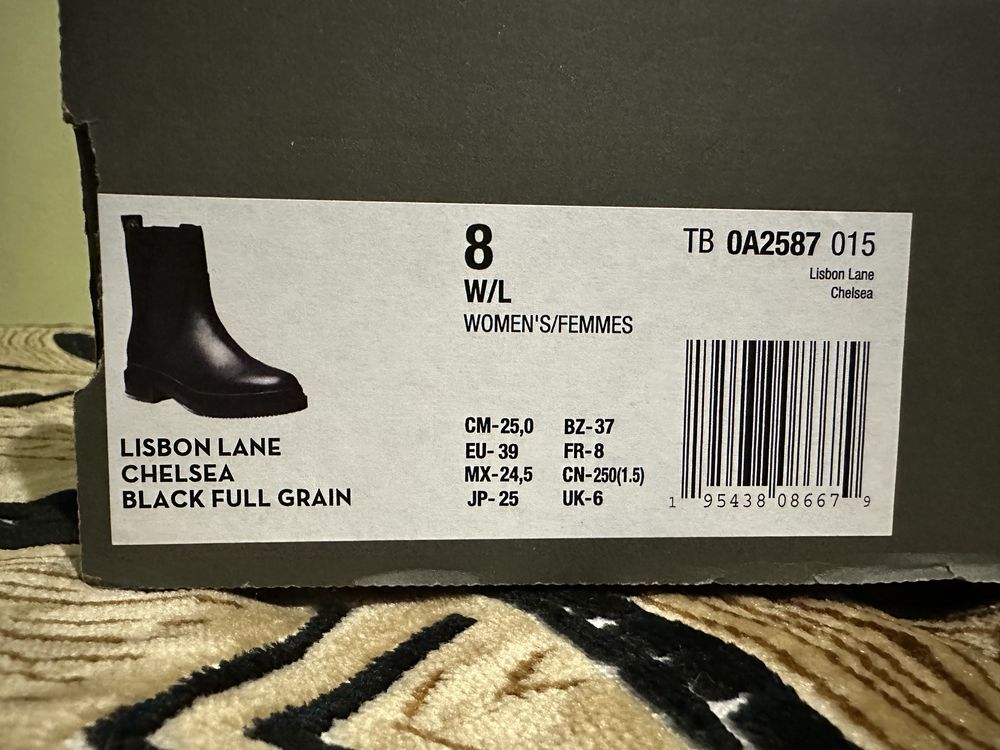 8
W/L
WOMEN'S/FEMMES
TB 0A2587 015
Lisbon Lane
Chelsea
LISBON LANE
CHELSEA
BLACK FULL GRAIN
CM-25,0 BZ-37
EU-39 FR-8
MX-24,5 CN-250(1.5)
JP-25 UK-6
1 95438 08667 9